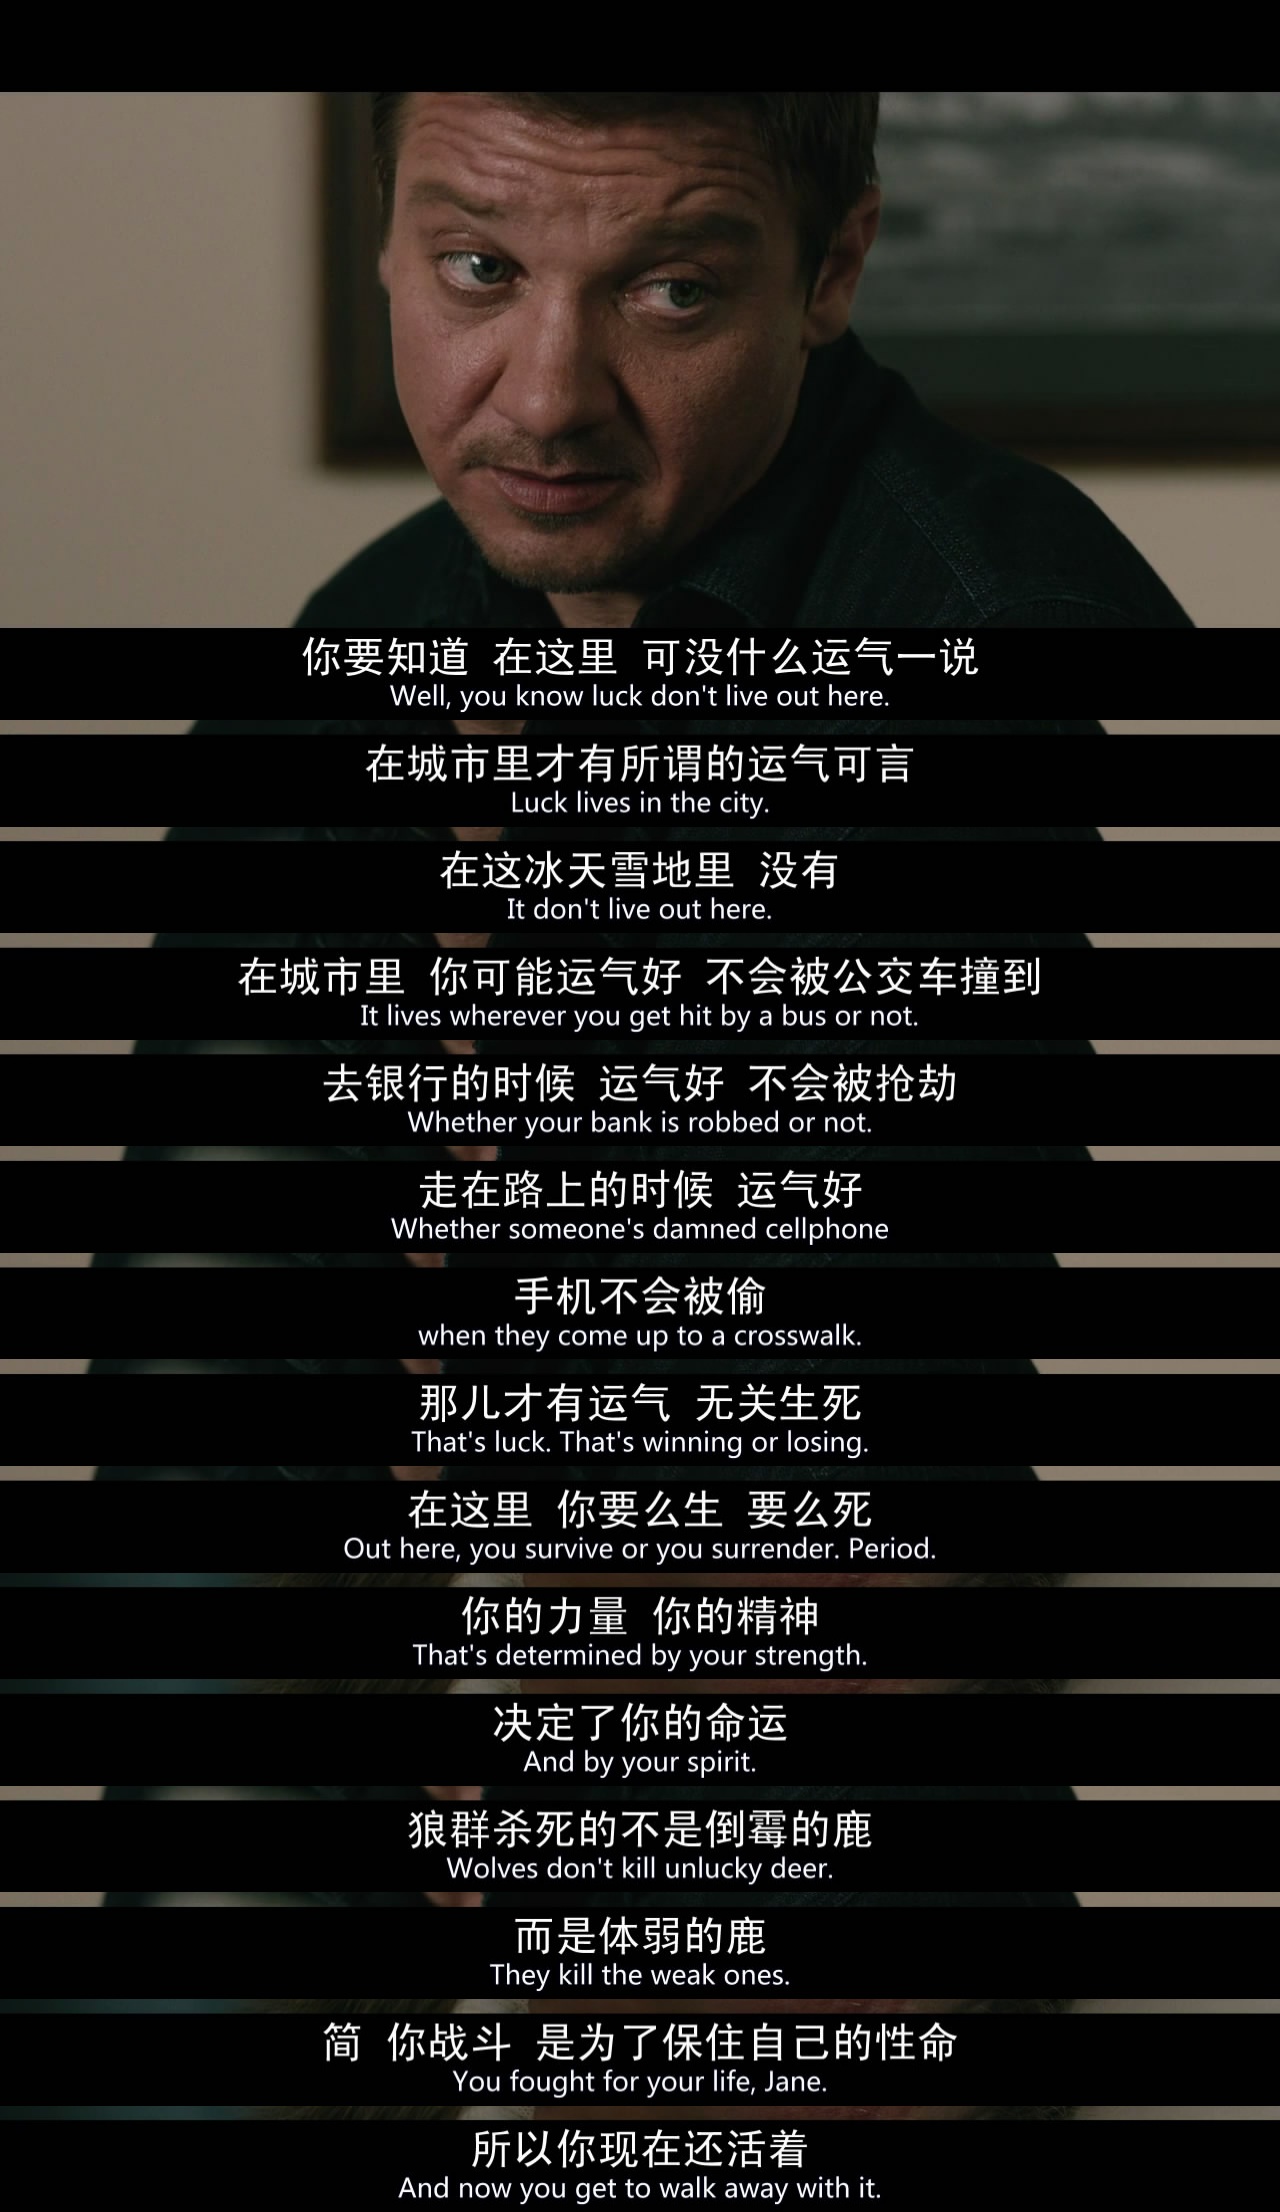 你要知道 在这里 可没什么运气一说
Well, you know luck don't live out here.
在城市里才有所谓的运气可言
Luck lives in the city.
在这冰天雪地里 没有
It don't live out here.
在城市里 你可能运气好 不会被公交车撞到
It lives wherever you get hit by a bus or not.
去银行的时候 运气好 不会被抢劫
Whether your bank is robbed or not.
走在路上的时候 运气好
Whether someone's damned cellphone
手机不会被偷
when they come up to a crosswalk.
那儿才有运气 无关生死
That's luck. That's winning or losing.
在这里 你要么生 要么死
Out here, you survive or you surrender. Period.
你的力量 你的精神
That's determined by your strength.
决定了你的命运
And by your spirit.
狼群杀死的不是倒霉的鹿
Wolves don't kill unlucky deer.
而是体弱的鹿
They kill the weak ones.
简 你战斗 是为了保住自己的性命
You fought for your life, Jane.
所以你现在还活着
And now you get to walk away with it.